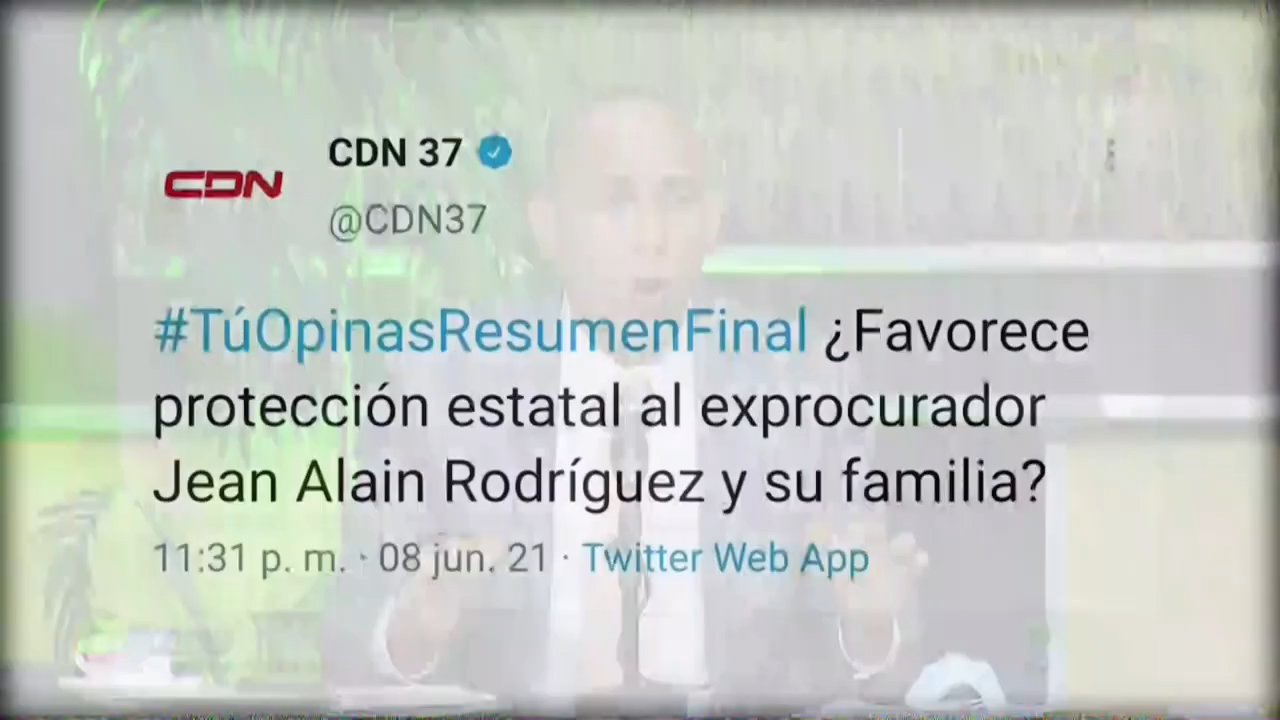 CDN
CDN 37
@CDN37
#TúOpinasResumenFinal ¿Favorece
protección estatal al exprocurador
Jean Alain Rodríguez y su familia?
11:31 p. m. · 08 jun. 21 · Twitter Web App